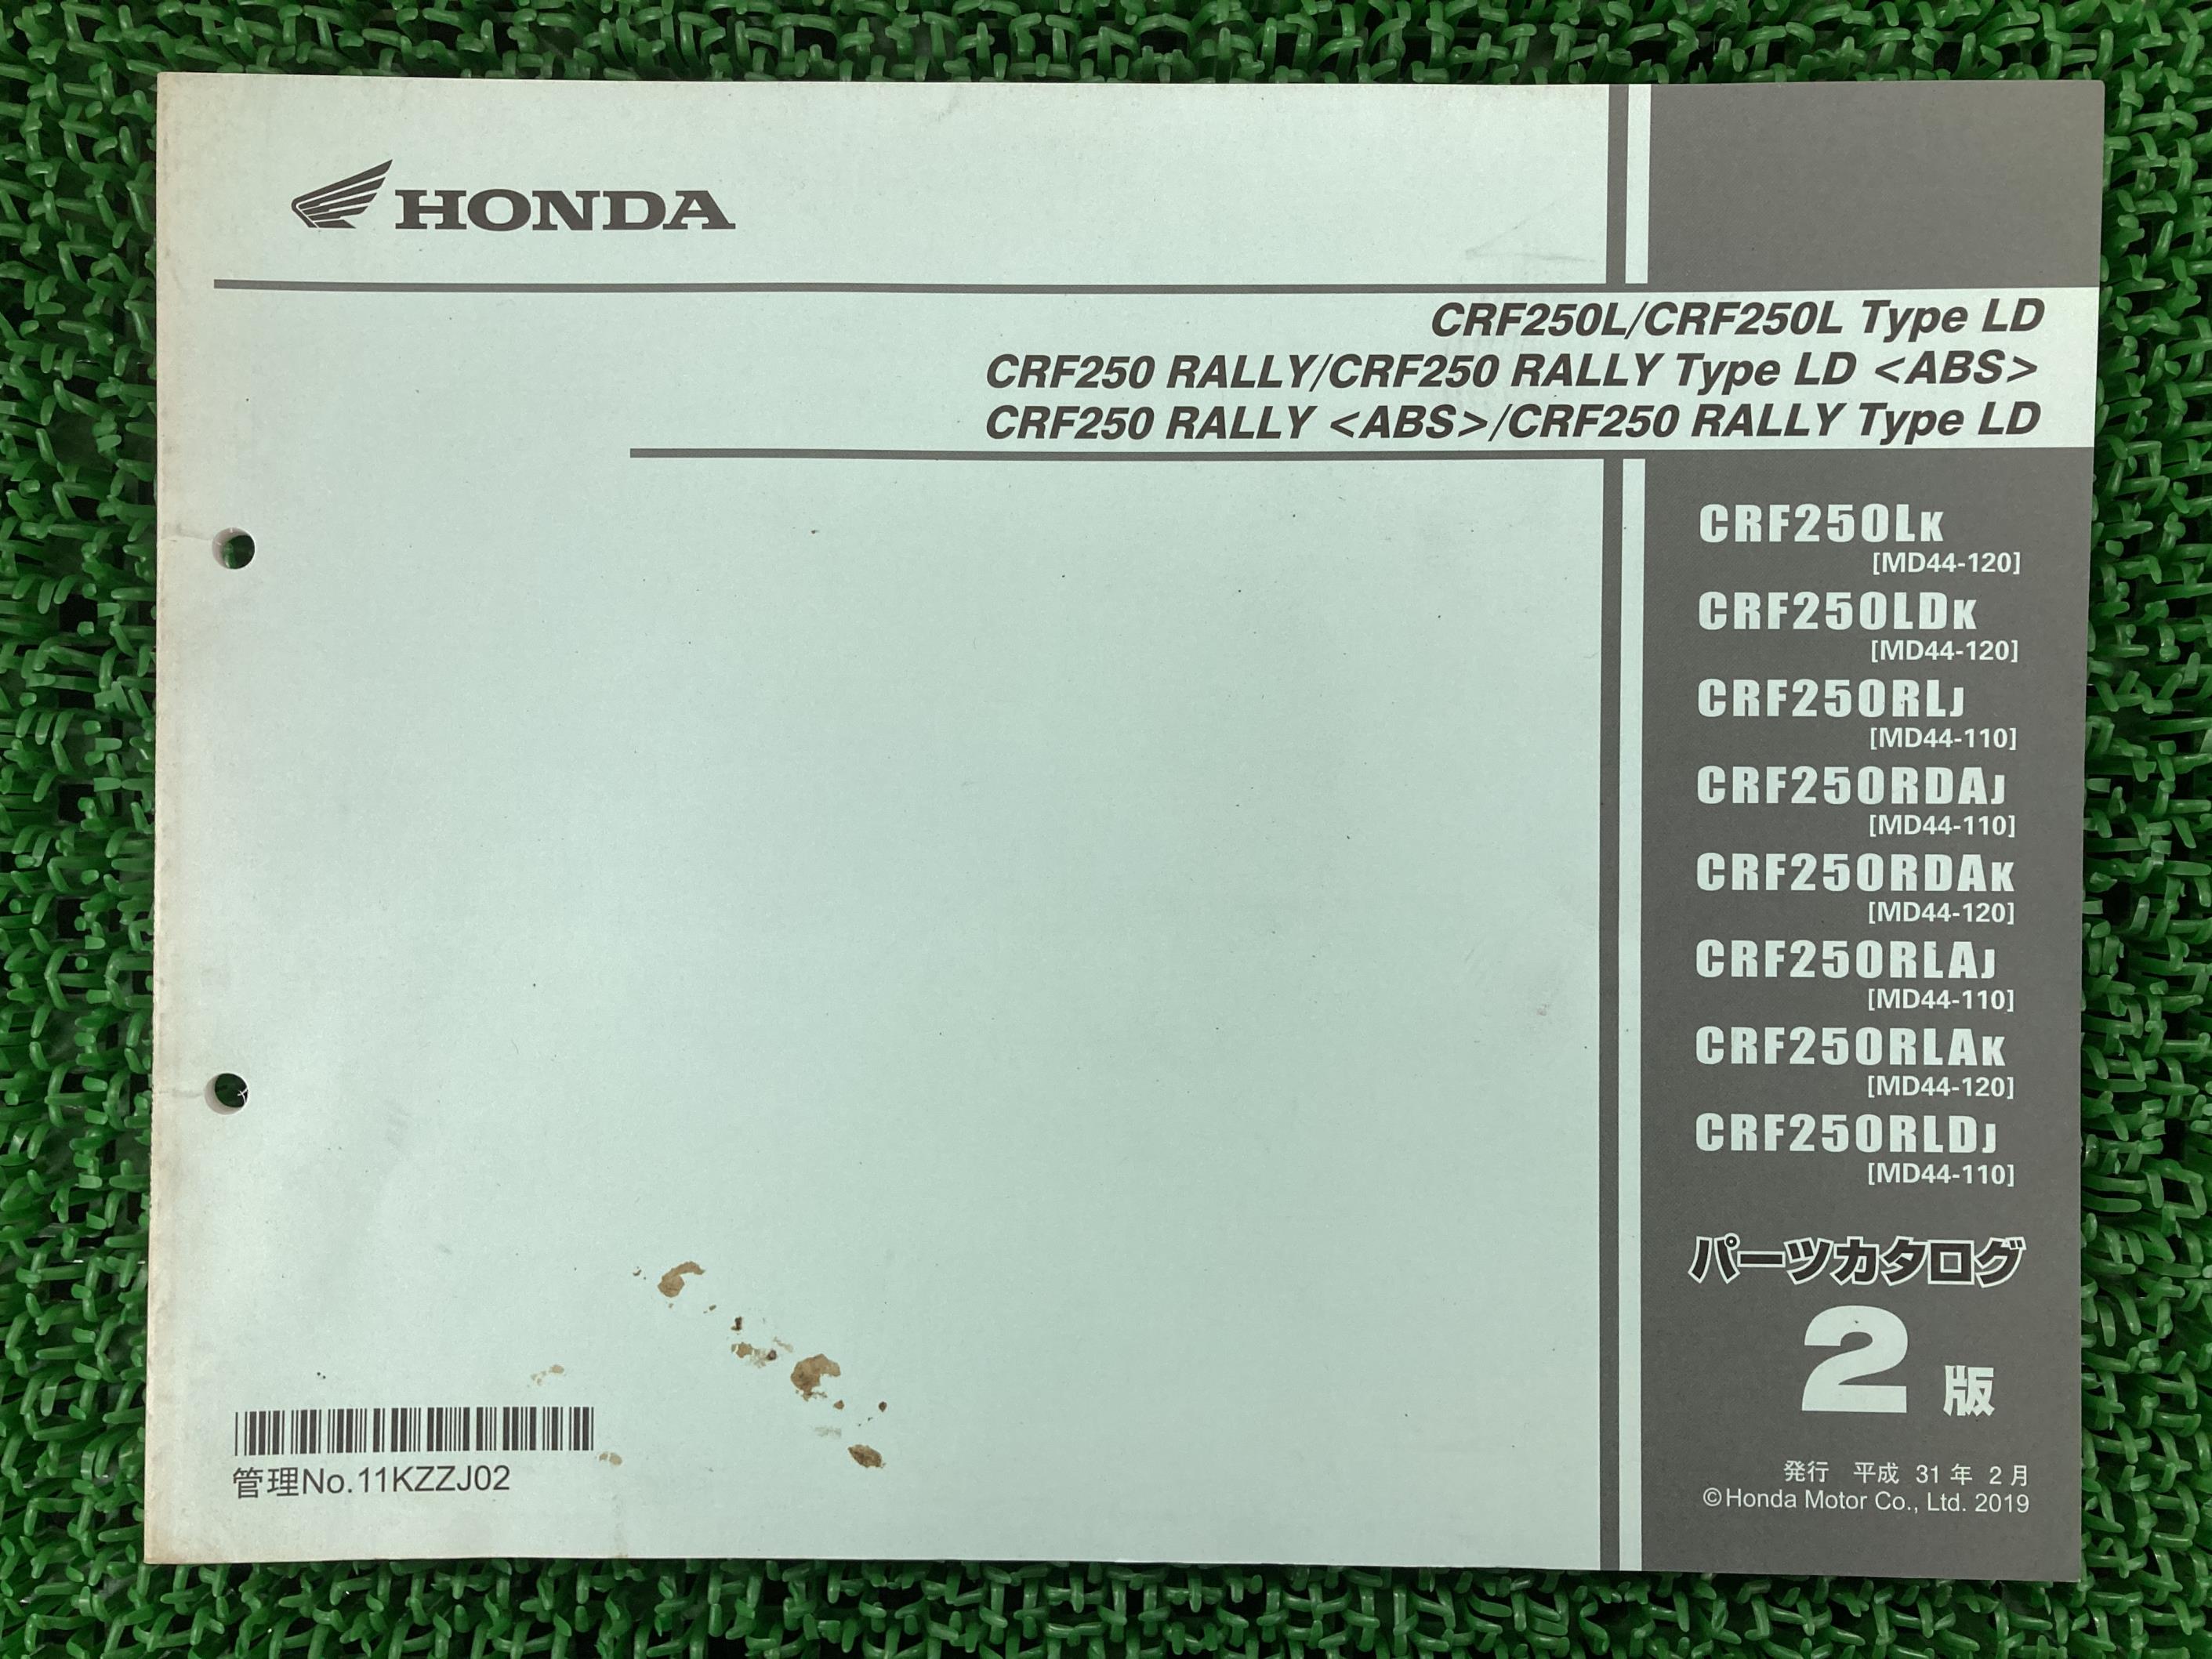 HONDA
CRF250L/CRF250L Type LD
CRF250 RALLY/CRF250 RALLY Type LD <ABS>
CRF250 RALLY <ABS>/CRF250 RALLY Type LD
CRF250LK
[MD44-120]
CRF250LDK
[MD44-120]
CRF250RLJ
[MD44-110]
CRF250RDAJ
[MD44-110]
CRF250RDAK
[MD44-120]
CRF250RLAJ
[MD44-110]
CRF250RLAK
[MD44-120]
CRF250RLDJ
[MD44-110]
パーツカタログ
2 版
発行 平成 31 年 2 月
©Honda Motor Co., Ltd. 2019
管理No.11KZZJ02